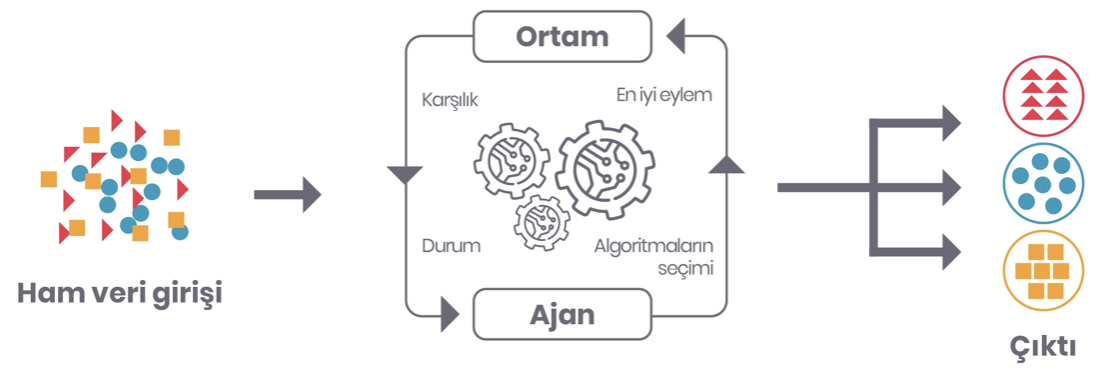 Ortam
Karşılık
En iyi eylem
Durum
Algoritmaların
seçimi
Ham veri girişi
Ajan
Çıktı